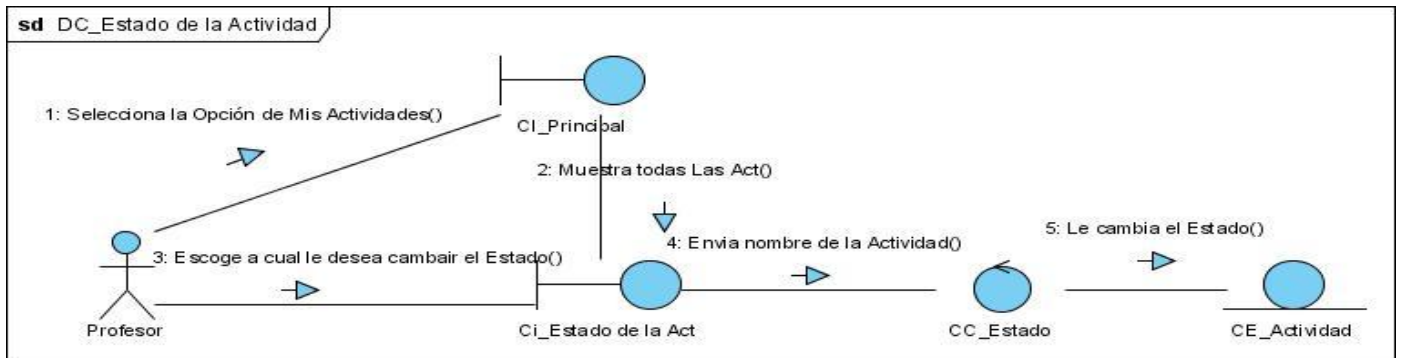 sd DC_Estado de la Actividad
1: Selecciona la Opción de Mis Actividades()
CI_Principal
2: Muestra todas Las Act()
3: Escoge a cual le desea cambair el Estado()
4: Envia nombre de la Actividad()
5: Le cambia el Estado()
Profesor
Ci_Estado de la Act
CC_Estado
CE_Actividad